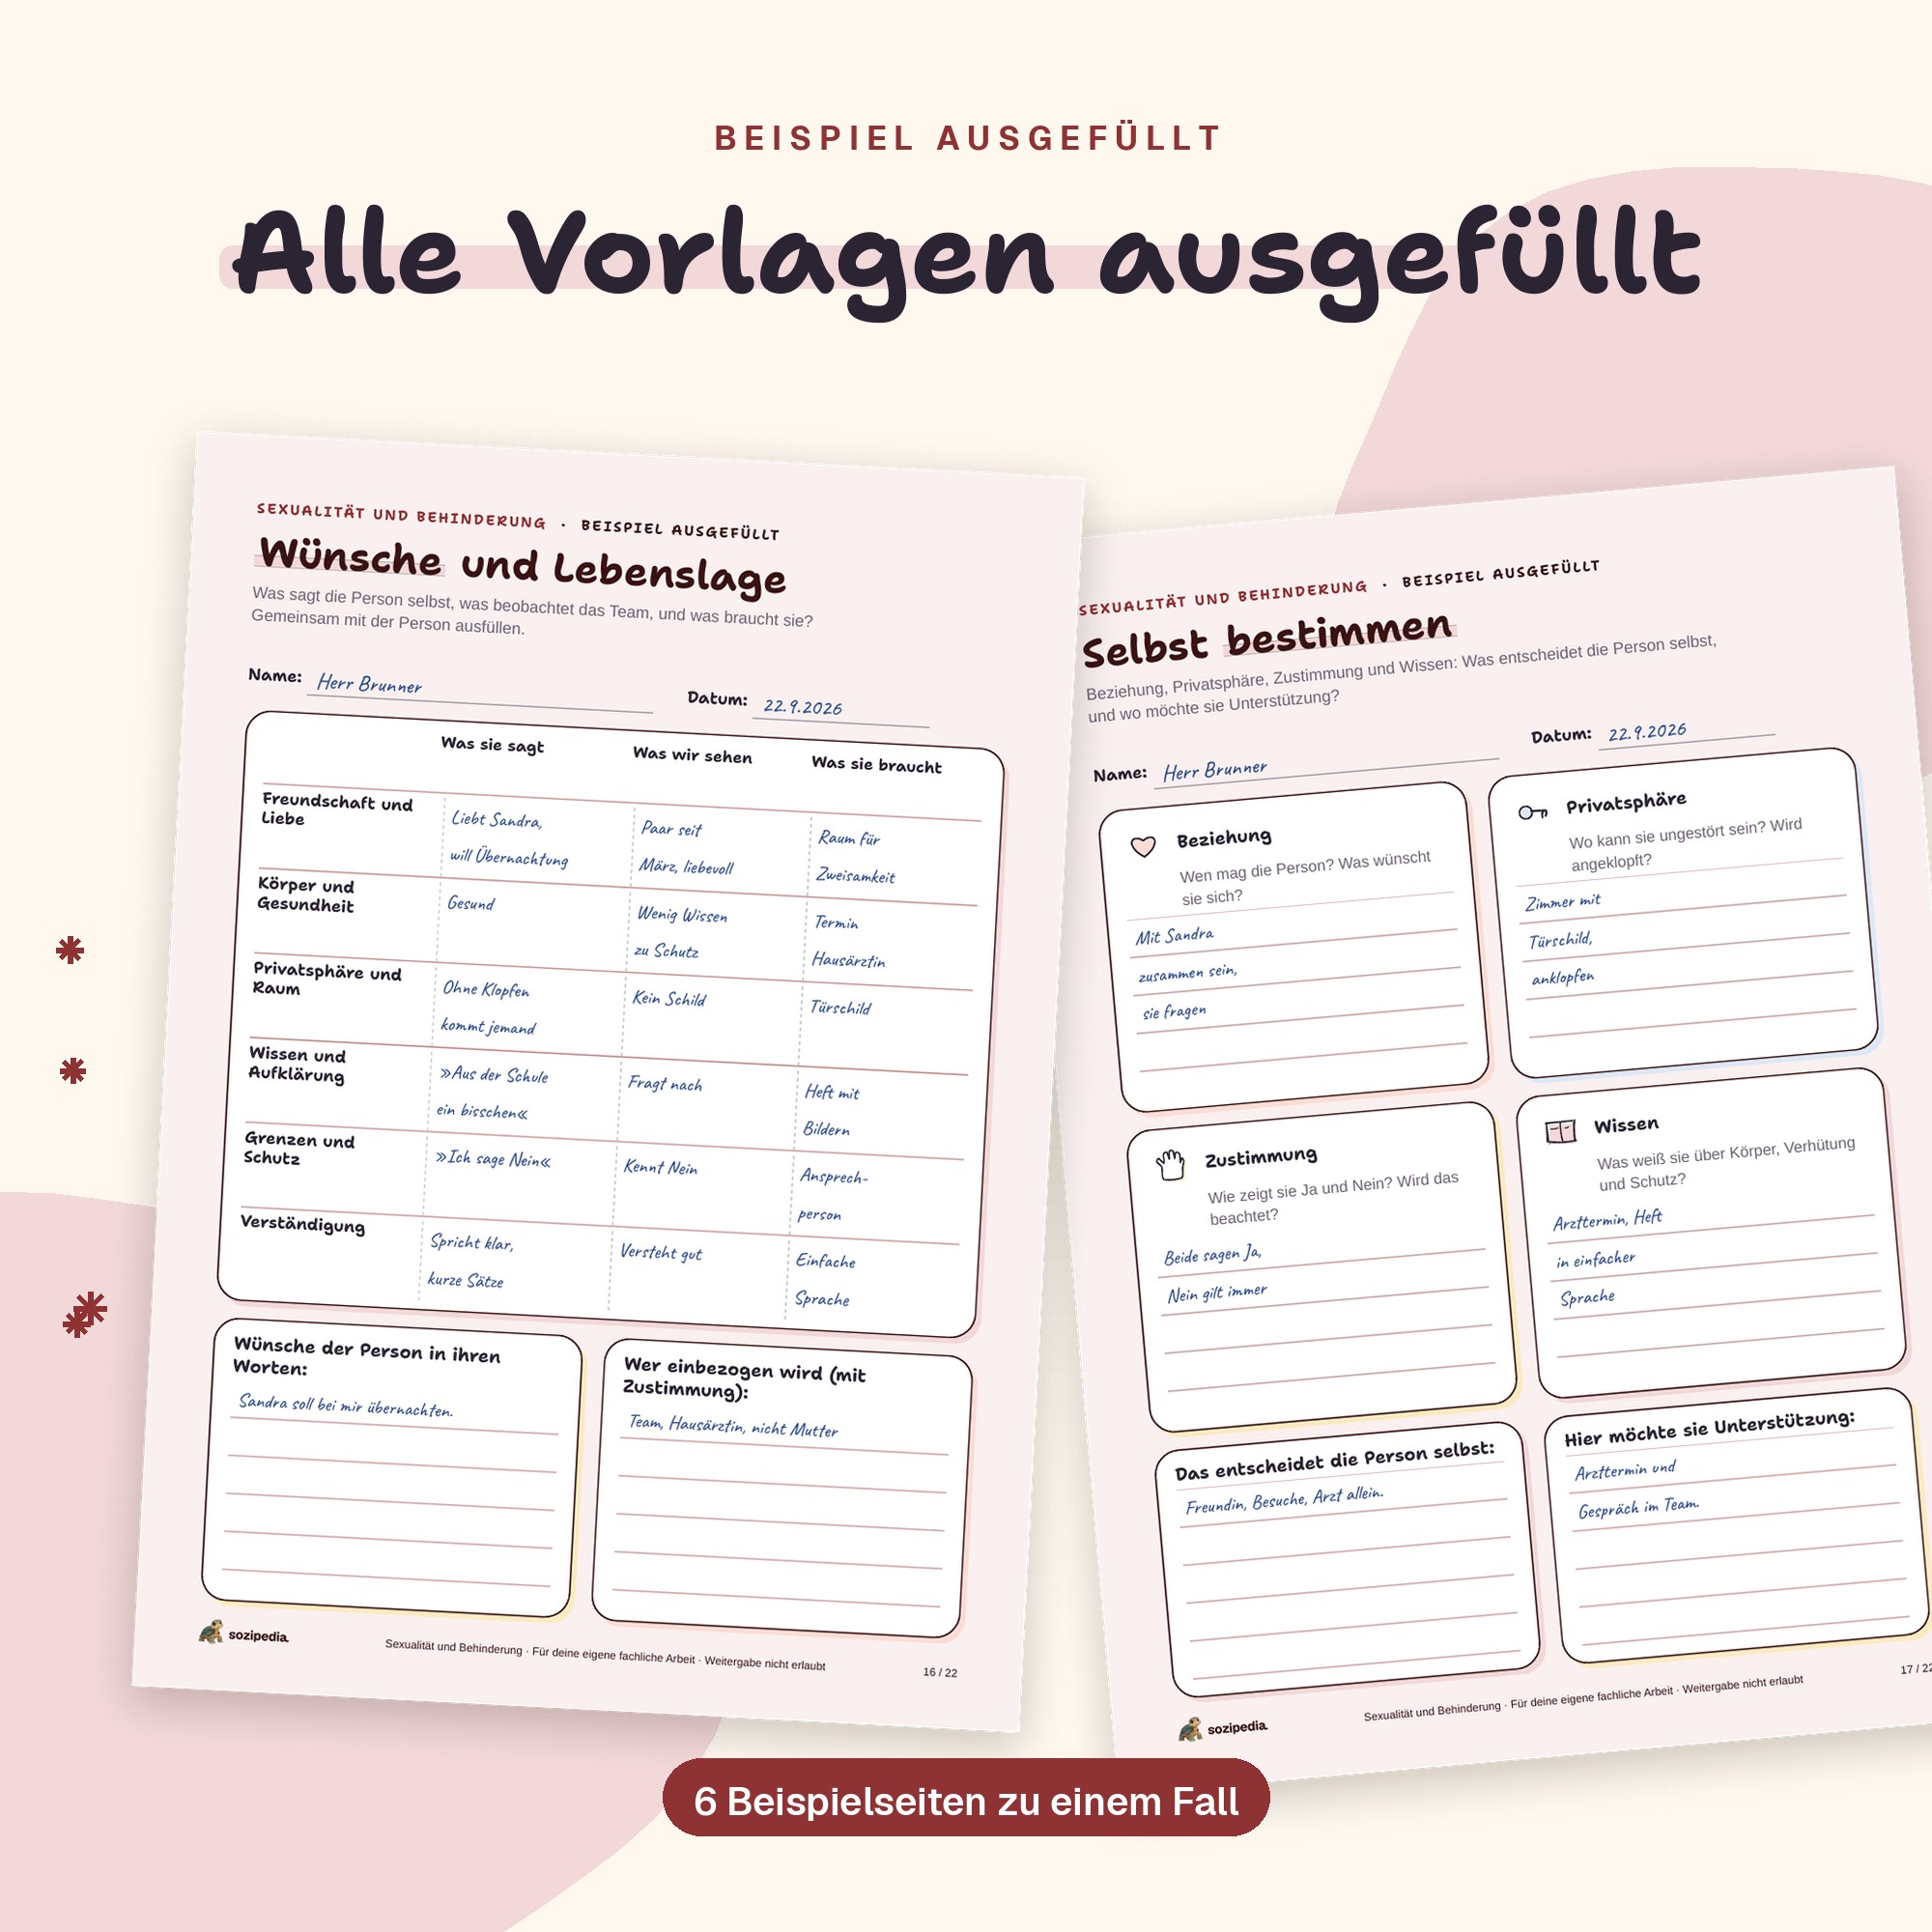 BEISPIEL AUSGEFÜLLT
Alle Vorlagen ausgefüllt
SEXUALITÄT UND BEHINDERUNG · BEISPIEL AUSGEFÜLLT
Wünsche und Lebenslage
Was sagt die Person selbst, was beobachtet das Team, und was braucht sie?
Gemeinsam mit der Person ausfüllen.
Name: Herr Brunner Datum: 22.9.2026
Was sie sagt Was wir sehen Was sie braucht
Freundschaft und
Liebe
Liebt Sandra,
will Übernachtung
Paar seit
März, liebevoll
Raum für
Zweisamkeit
Körper und
Gesundheit
Gesund
Wenig Wissen
zu Schutz
Termin
Hausärztin
Privatsphäre und
Raum
Ohne Klopfen
kommt jemand
Kein Schild
Türschild
Wissen und
Aufklärung
»Aus der Schule
ein bisschen«
Fragt nach
Heft mit
Bildern
Grenzen und
Schutz
»Ich sage Nein«
Kennt Nein
Ansprech-
person
Verständigung
Spricht klar,
kurze Sätze
Versteht gut
Einfache
Sprache
Wünsche der Person in ihren
Worten:
Sandra soll bei mir übernachten.
Wer einbezogen wird (mit
Zustimmung):
Team, Hausärztin, nicht Mutter
sozipedia.
Sexualität und Behinderung · Für deine eigene fachliche Arbeit · Weitergabe nicht erlaubt
16 / 22
SEXUALITÄT UND BEHINDERUNG · BEISPIEL AUSGEFÜLLT
Selbst bestimmen
Beziehung, Privatsphäre, Zustimmung und Wissen: Was entscheidet die Person selbst,
und wo möchte sie Unterstützung?
Name: Herr Brunner Datum: 22.9.2026
Beziehung
Wen mag die Person? Was wünscht
sie sich?
Mit Sandra
zusammen sein,
sie fragen
Privatsphäre
Wo kann sie ungestört sein? Wird
angeklopft?
Zimmer mit
Türschild,
anklopfen
Zustimmung
Wie zeigt sie Ja und Nein? Wird das
beachtet?
Beide sagen Ja,
Nein gilt immer
Wissen
Was weiß sie über Körper, Verhütung
und Schutz?
Arzttermin, Heft
in einfacher
Sprache
Das entscheidet die Person selbst:
Freundin, Besuche, Arzt allein.
Hier möchte sie Unterstützung:
Arzttermin und
Gespräch im Team.
sozipedia.
Sexualität und Behinderung · Für deine eigene fachliche Arbeit · Weitergabe nicht erlaubt
17 / 22
6 Beispielseiten zu einem Fall